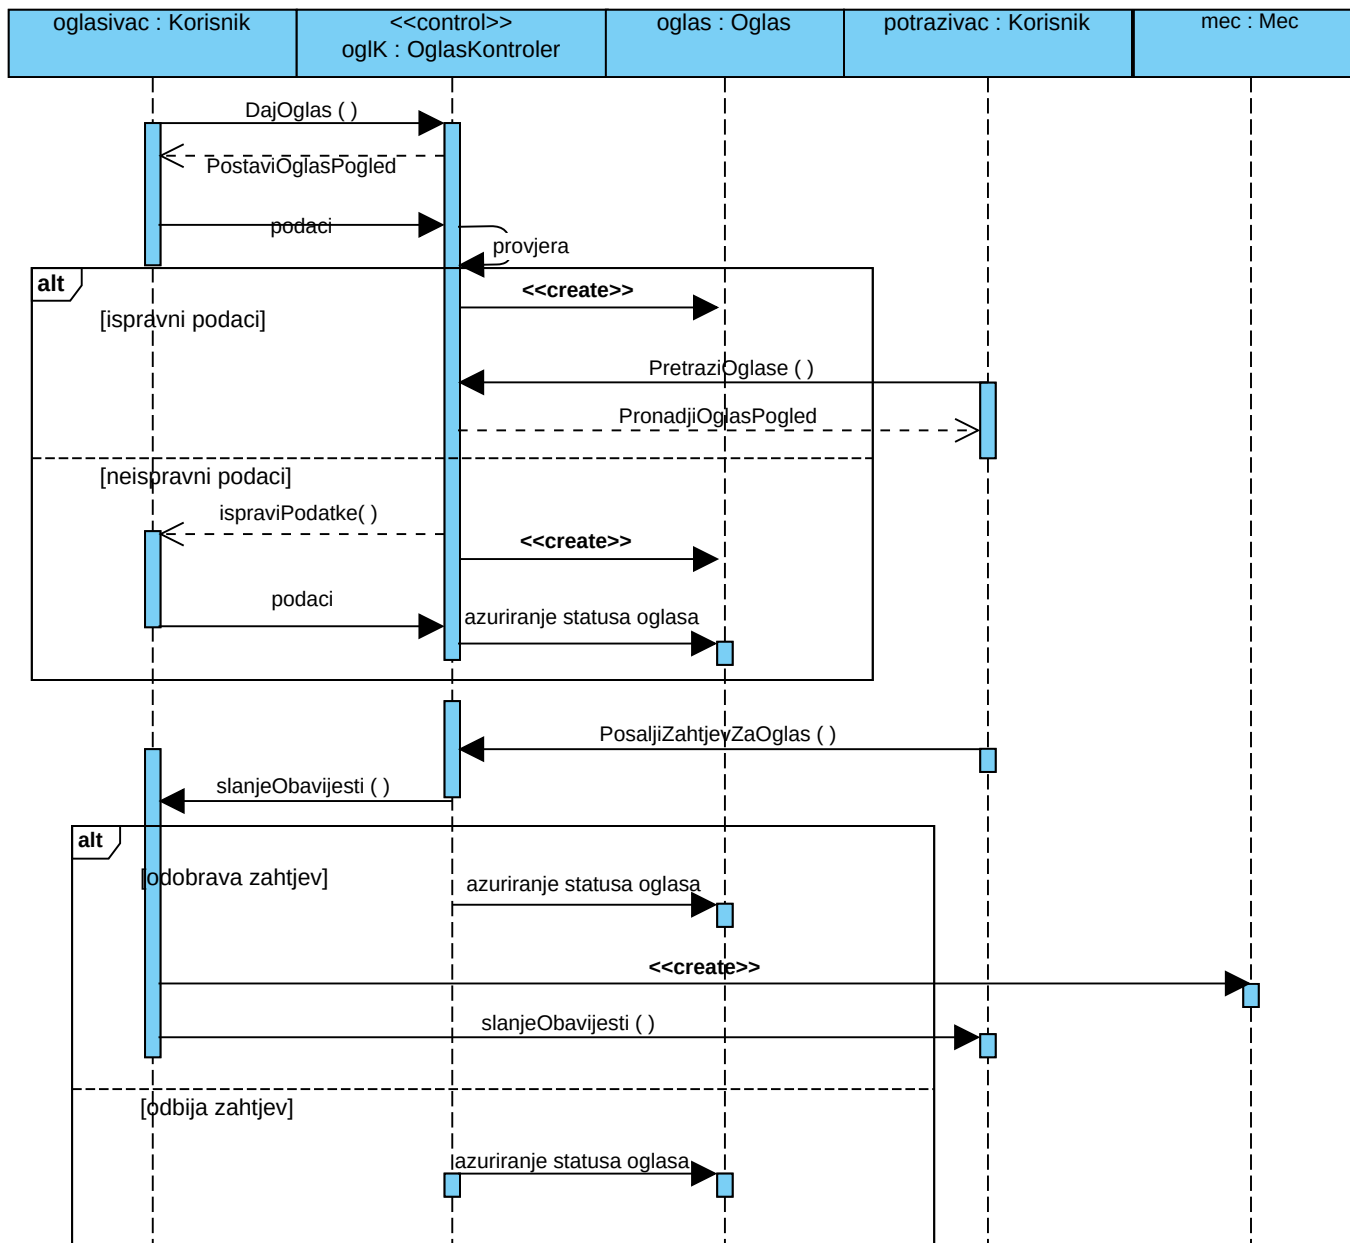 oglasivac : Korisnik
<<control>>
oglK : OglasKontroler
oglas : Oglas
potrazivac : Korisnik
mec : Mec
DajOglas ( )
PostaviOglasPogled
podaci
provjera
alt
<<create>>
[ispravni podaci]
PretraziOglase ( )
PronadjiOglasPogled
[neispravni podaci]
ispraviPodatke( )
<<create>>
podaci
azuriranje statusa oglasa
PosaljiZahtjevZaOglas ( )
slanjeObavijesti ( )
alt
[odobrava zahtjev]
azuriranje statusa oglasa
<<create>>
slanjeObavijesti ( )
[odbija zahtjev]
azuriranje statusa oglasa